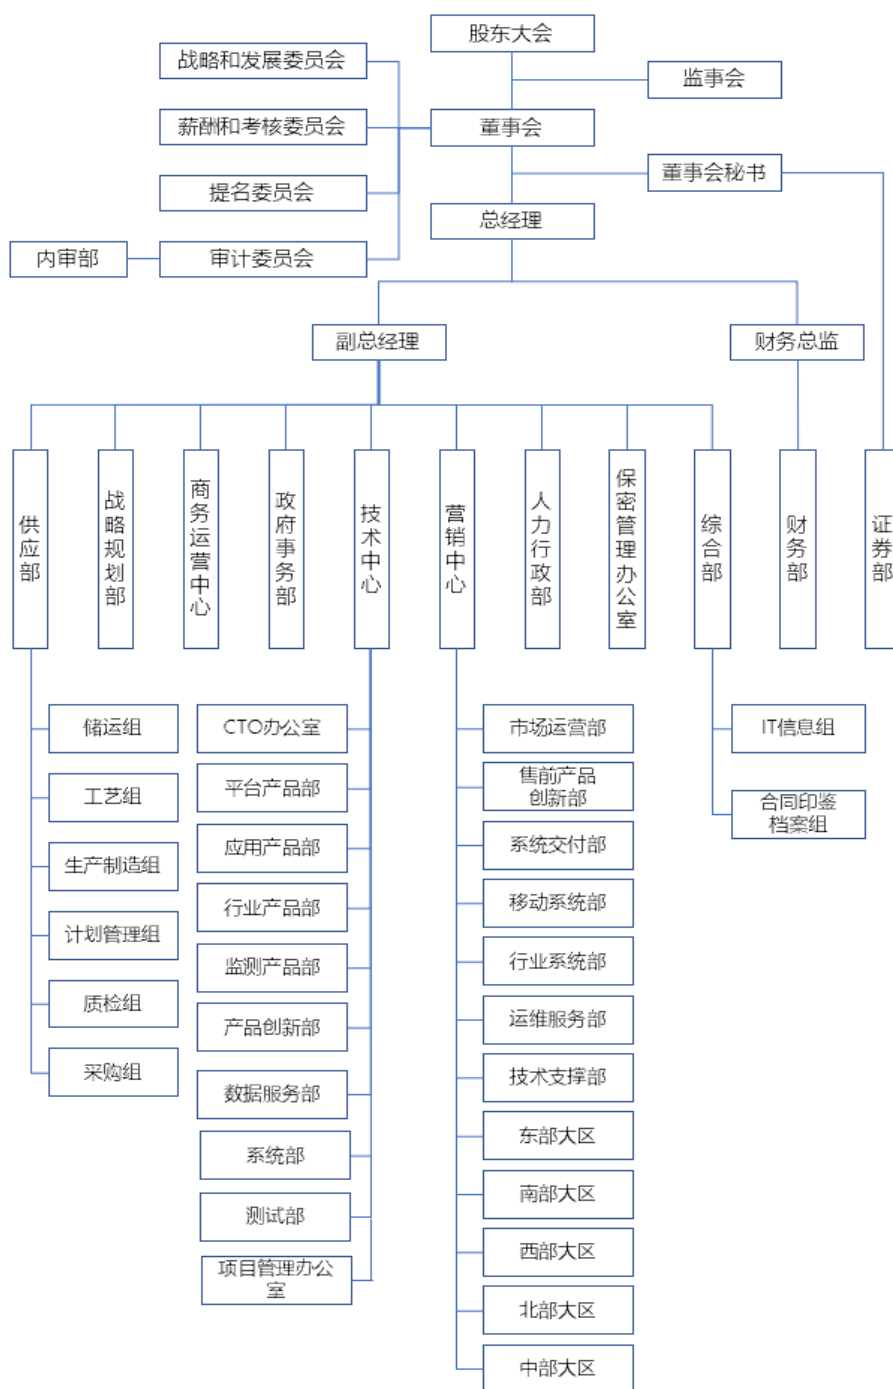 股东大会
战略和发展委员会
监事会
薪酬和考核委员会
董事会
提名委员会
董事会秘书
总经理
内审部
审计委员会
副总经理
财务总监
供应部
战略规划部
商务运营中心
政府事务部
技术中心
营销中心
人力行政部
保密管理办公室
综合部
财务部
证券部
储运组
工艺组
生产制造组
计划管理组
质检组
采购组
CTO办公室
平台产品部
应用产品部
行业产品部
监测产品部
产品创新部
数据服务部
系统部
测试部
项目管理办公
室
市场运营部
售前产品
创新部
系统交付部
移动系统部
行业系统部
运维服务部
技术支撑部
东部大区
南部大区
西部大区
北部大区
中部大区
IT信息组
合同印鉴
档案组